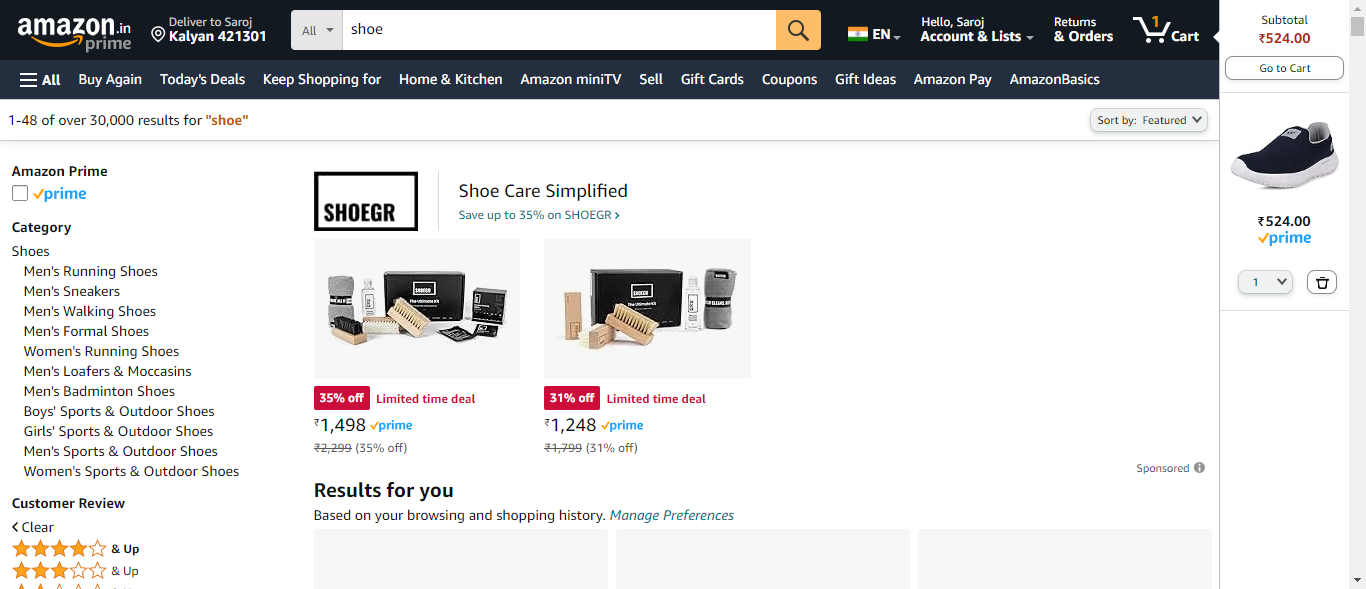 amazon.in
prime
Deliver to Saroj
Kalyan 421301
All
shoe
EN
Hello, Saroj
Account & Lists
Returns
& Orders
1
Cart
All
Buy Again
Today's Deals
Keep Shopping for
Home & Kitchen
Amazon miniTV
Sell
Gift Cards
Coupons
Gift Ideas
Amazon Pay
AmazonBasics
Subtotal
₹524.00
Go to Cart
₹524.00
prime
1
1-48 of over 30,000 results for "shoe"
Sort by: Featured
Amazon Prime
prime
Category
Shoes
Men's Running Shoes
Men's Sneakers
Men's Walking Shoes
Men's Formal Shoes
Women's Running Shoes
Men's Loafers & Moccasins
Men's Badminton Shoes
Boys' Sports & Outdoor Shoes
Girls' Sports & Outdoor Shoes
Men's Sports & Outdoor Shoes
Women's Sports & Outdoor Shoes
Customer Review
Clear
& Up
& Up
SHOEGR
Shoe Care Simplified
Save up to 35% on SHOEGR
SHOEGR
The Ultimate Kit
SHOEGR
35% off Limited time deal
₹1,498 prime
₹2,299 (35% off)
31% off Limited time deal
₹1,248 prime
₹1,799 (31% off)
Sponsored
Results for you
Based on your browsing and shopping history. Manage Preferences